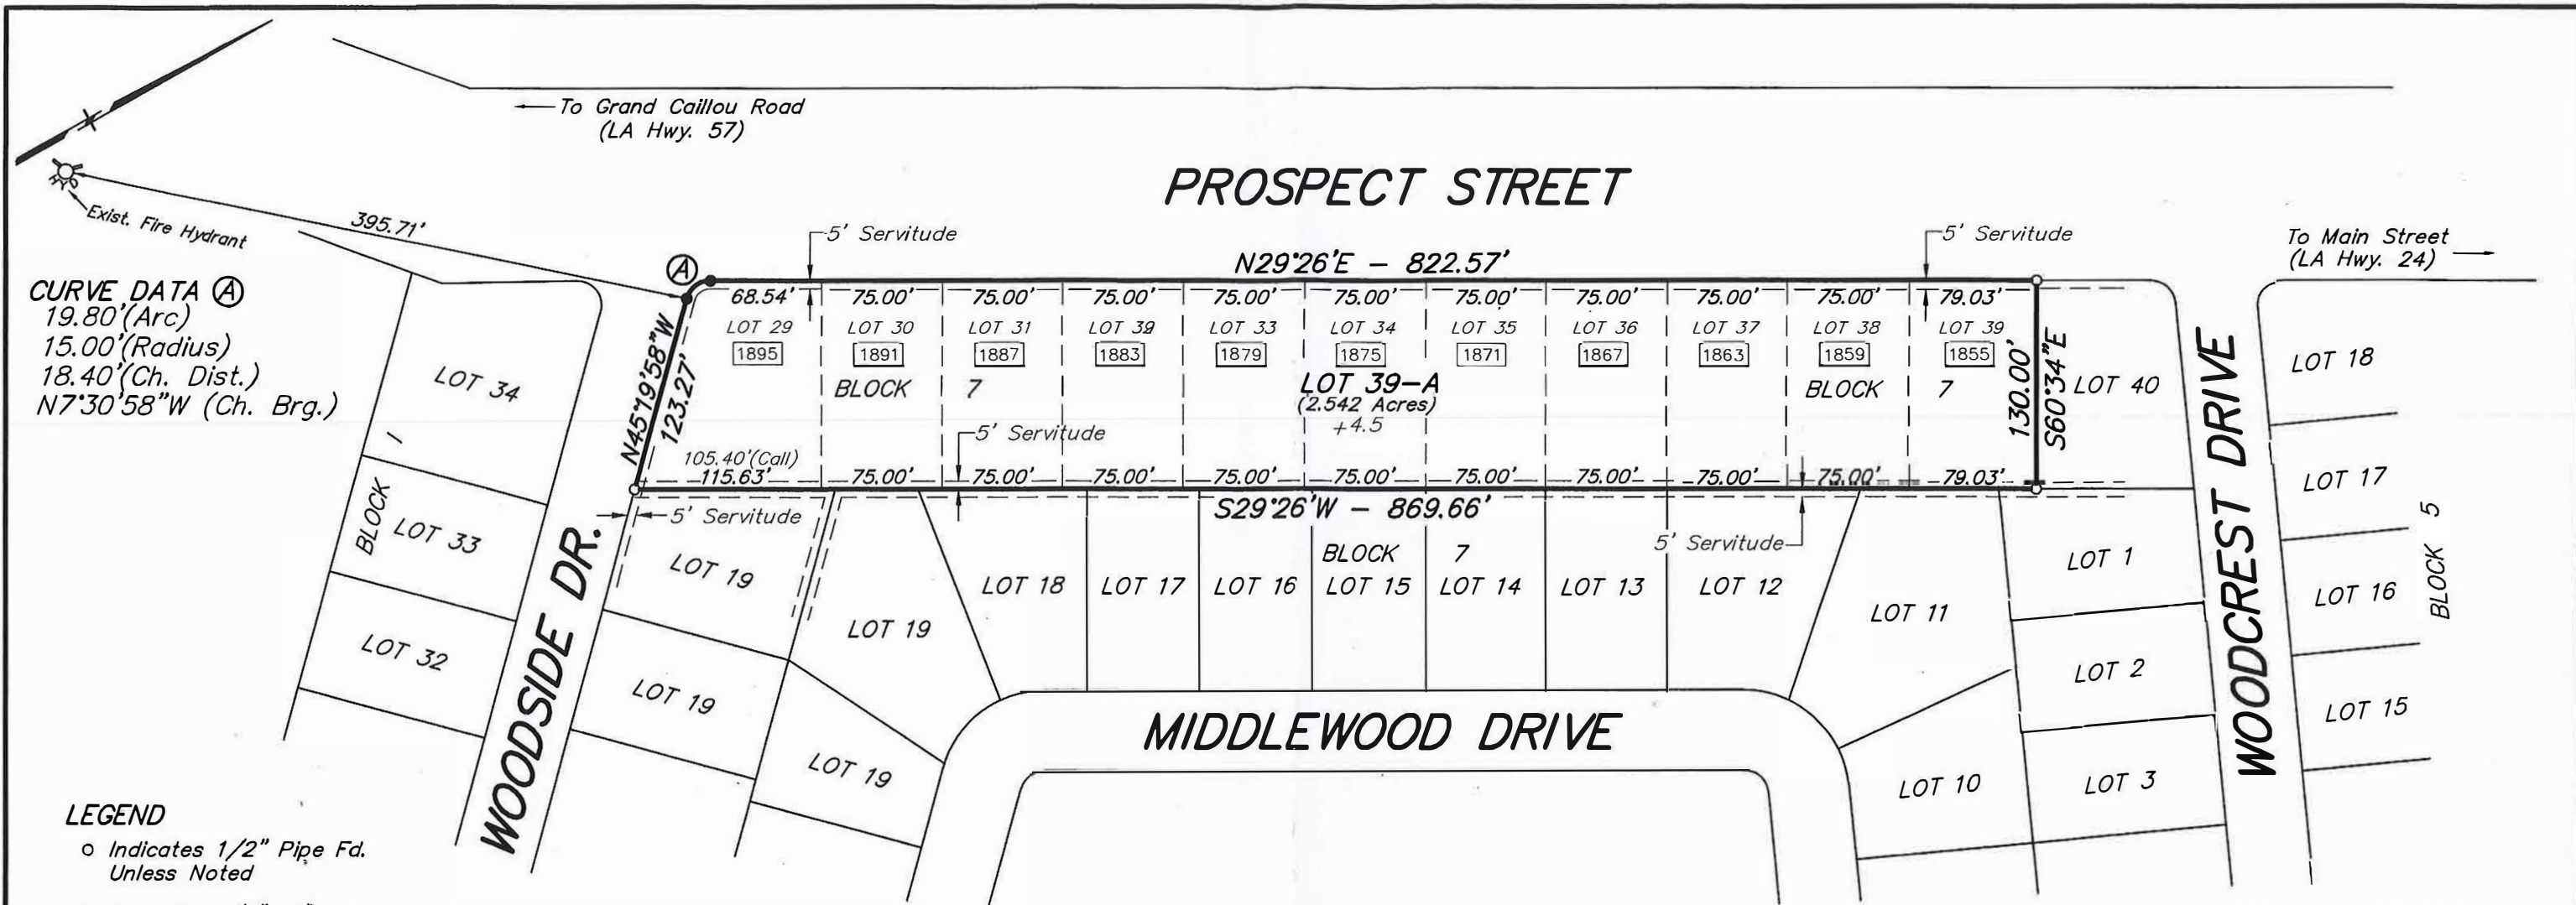 To Grand Caillou Road
(LA Hwy. 57)
PROSPECT STREET
HYD
Exist. Fire Hydrant
395.71'
5' Servitude
N29°26'E - 822.57'
5' Servitude
To Main Street
(LA Hwy. 24)
CURVE DATA Ⓐ
19.80'(Arc)
15.00'(Radius)
18.40'(Ch. Dist.)
N7°30'58"W (Ch. Brg.)
Ⓐ
68.54' 75.00' 75.00' 75.00' 75.00' 75.00' 75.00' 75.00' 75.00' 75.00' 79.03'
LOT 29 LOT 30 LOT 31 LOT 32 LOT 33 LOT 34 LOT 35 LOT 36 LOT 37 LOT 38 LOT 39
1895 1891 1887 1883 1879 1875 1871 1867 1863 1859 1855
BLOCK 7
LOT 39-A
(2.542 Acres)
+4.5
BLOCK 7
N45°19'58"W
123.27'
130.00'
S60°34"E
LOT 40
5' Servitude
105.40'(Call)
115.63' 75.00' 75.00' 75.00' 75.00' 75.00' 75.00' 75.00' 75.00' 75.00' 79.03'
S29°26'W - 869.66'
5' Servitude
5' Servitude
LOT 34
BLOCK 1
LOT 33
LOT 32
WOODSIDE DR.
LOT 19
LOT 19
LOT 19
LOT 19
BLOCK 7
LOT 18 LOT 17 LOT 16 LOT 15 LOT 14 LOT 13 LOT 12
LOT 11
LOT 10
LOT 1
LOT 2
LOT 3
MIDDLEWOOD DRIVE
WOODCREST DRIVE
LOT 18
LOT 17
LOT 16
LOT 15
BLOCK 5
LEGEND
o Indicates 1/2" Pipe Fd.
Unless Noted